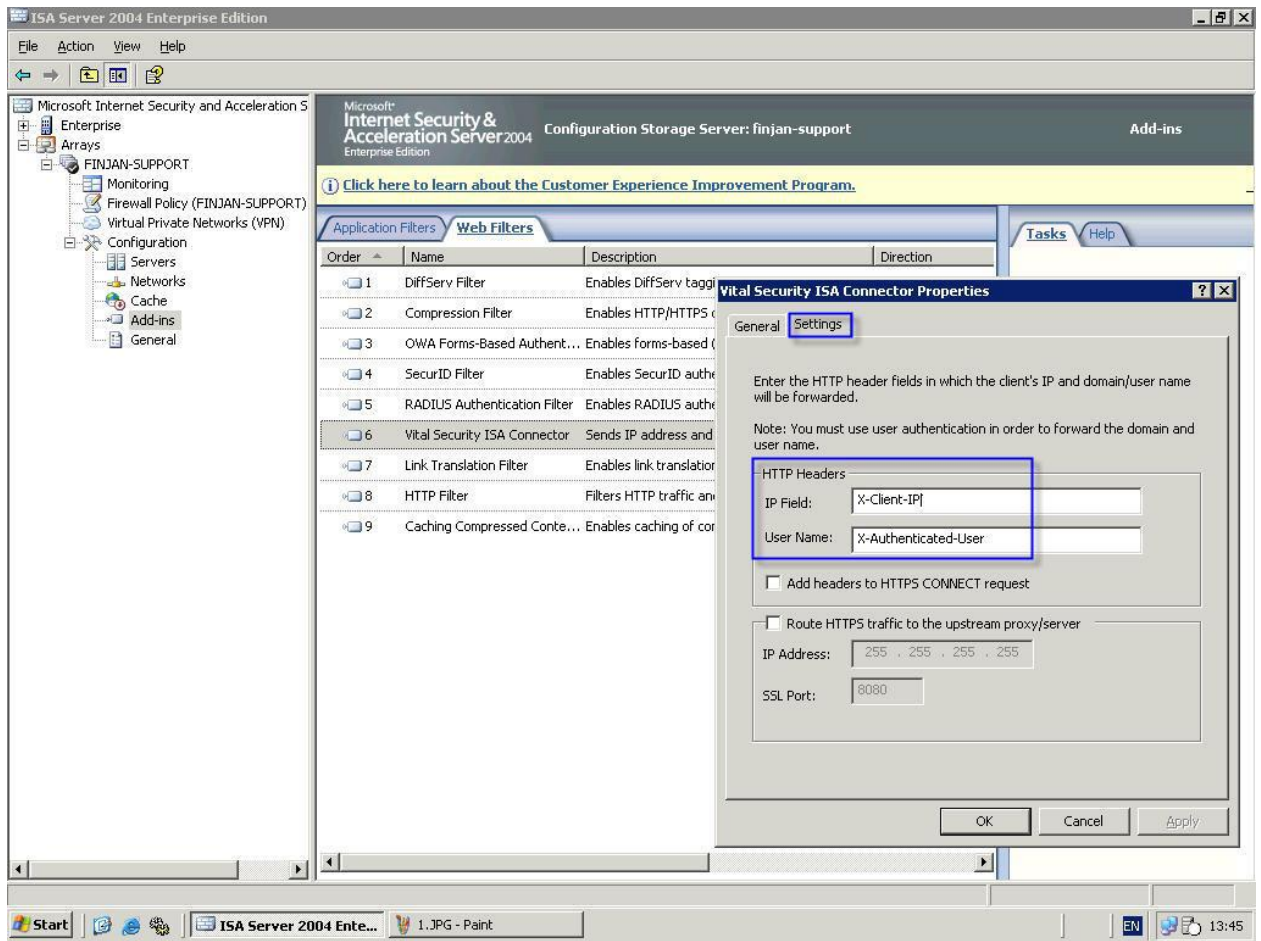 ISA Server 2004 Enterprise Edition
File Action View Help
Microsoft Internet Security and Acceleration S
Enterprise
Arrays
FINJAN-SUPPORT
Monitoring
Firewall Policy (FINJAN-SUPPORT)
Virtual Private Networks (VPN)
Configuration
Servers
Networks
Cache
Add-ins
General
Microsoft
Internet Security &
Acceleration Server 2004
Enterprise Edition
Configuration Storage Server: finjan-support
Add-ins
Click here to learn about the Customer Experience Improvement Program.
Application Filters Web Filters
Tasks Help
Order Name Description Direction
1 DiffServ Filter Enables DiffServ taggi
2 Compression Filter Enables HTTP/HTTPS
3 OWA Forms-Based Authent... Enables forms-based (
4 SecurID Filter Enables SecurID authe
5 RADIUS Authentication Filter Enables RADIUS authe
6 Vital Security ISA Connector Sends IP address and
7 Link Translation Filter Enables link translation
8 HTTP Filter Filters HTTP traffic an
9 Caching Compressed Conte... Enables caching of cor
Vital Security ISA Connector Properties
General Settings
Enter the HTTP header fields in which the client's IP and domain/user name
will be forwarded.
Note: You must use user authentication in order to forward the domain and
user name.
HTTP Headers
IP Field: X-Client-IP
User Name: X-Authenticated-User
Add headers to HTTPS CONNECT request
Route HTTPS traffic to the upstream proxy/server
IP Address: 255 . 255 . 255 . 255
SSL Port: 8080
OK Cancel Apply
Start ISA Server 2004 Ente... 1.JPG - Paint EN 13:45